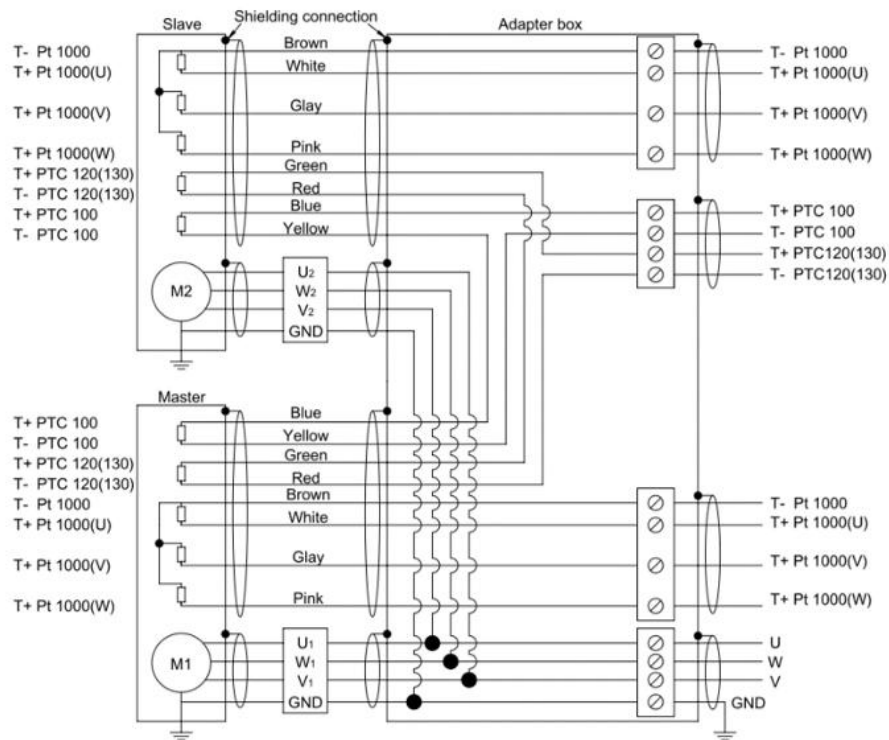 Slave Shielding connection Adapter box
T- Pt 1000 Brown T- Pt 1000
T+ Pt 1000(U) White T+ Pt 1000(U)
T+ Pt 1000(V) Glay T+ Pt 1000(V)
T+ Pt 1000(W) Pink T+ Pt 1000(W)
T+ PTC 120(130) Green
T- PTC 120(130) Red
T+ PTC 100 Blue T+ PTC 100
T- PTC 100 Yellow T- PTC 100
T+ PTC120(130)
T- PTC120(130)
M2
U2
W2
V2
GND
Master
T+ PTC 100 Blue
T- PTC 100 Yellow
T+ PTC 120(130) Green
T- PTC 120(130) Red
T- Pt 1000 Brown T- Pt 1000
T+ Pt 1000(U) White T+ Pt 1000(U)
T+ Pt 1000(V) Glay T+ Pt 1000(V)
T+ Pt 1000(W) Pink T+ Pt 1000(W)
M1
U1 U
W1 W
V1 V
GND GND